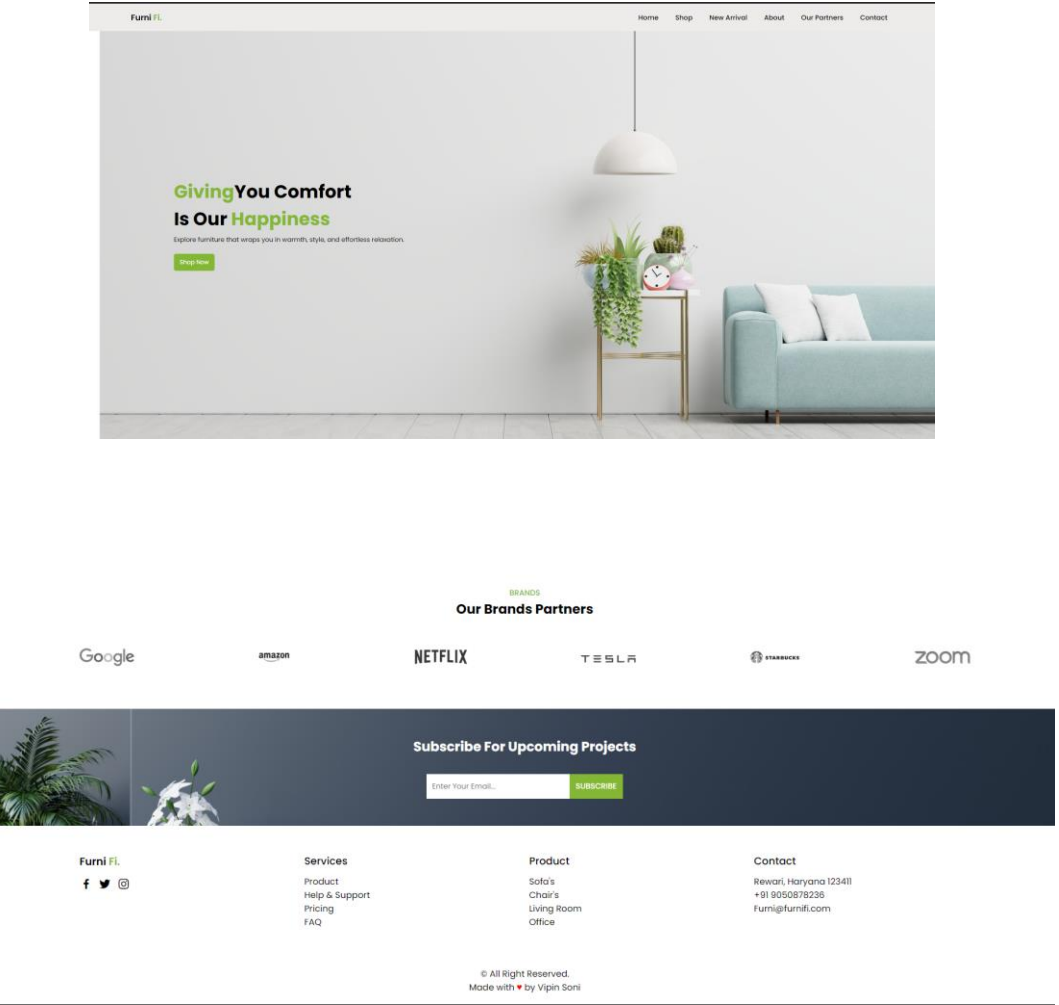 Furni Fi.
Home Shop New Arrival About Our Partners Contact
GivingYou Comfort
Is Our Happiness
Explore furniture that wraps you in warmth, style, and effortless relaxation.
Shop Now
BRANDS
Our Brands Partners
Google amazon NETFLIX TESLA STARBUCKS zoom
Subscribe For Upcoming Projects
Enter Your Email... SUBSCRIBE
Furni Fi.
Services
Product
Help & Support
Pricing
FAQ
Product
Sofa's
Chair's
Living Room
Office
Contact
Rewari, Haryana 123411
+91 9050878236
Furni@furnifi.com
© All Right Reserved.
Made with ♥ by Vipin Soni